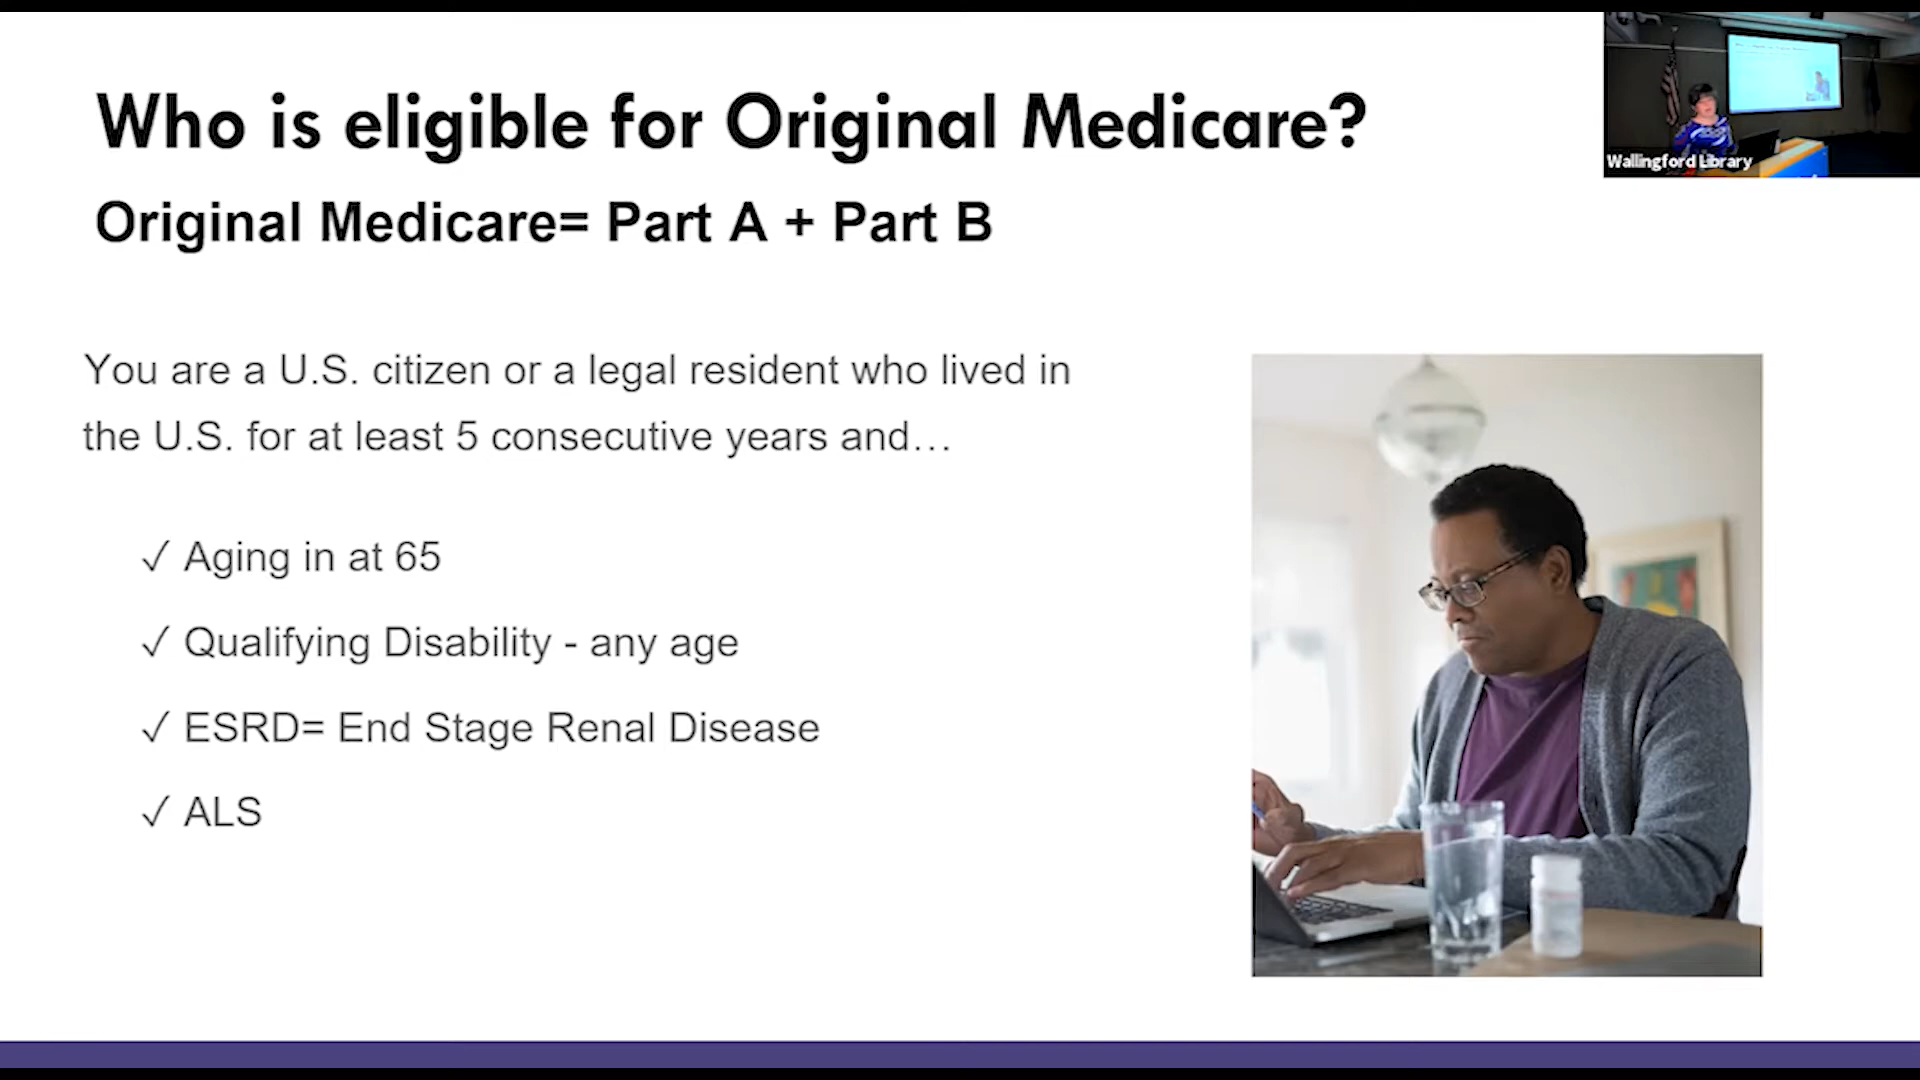 Who is eligible for Original Medicare?
Original Medicare= Part A + Part B
Wallingford Library
You are a U.S. citizen or a legal resident who lived in
the U.S. for at least 5 consecutive years and…
✓ Aging in at 65
✓ Qualifying Disability - any age
✓ ESRD= End Stage Renal Disease
✓ ALS